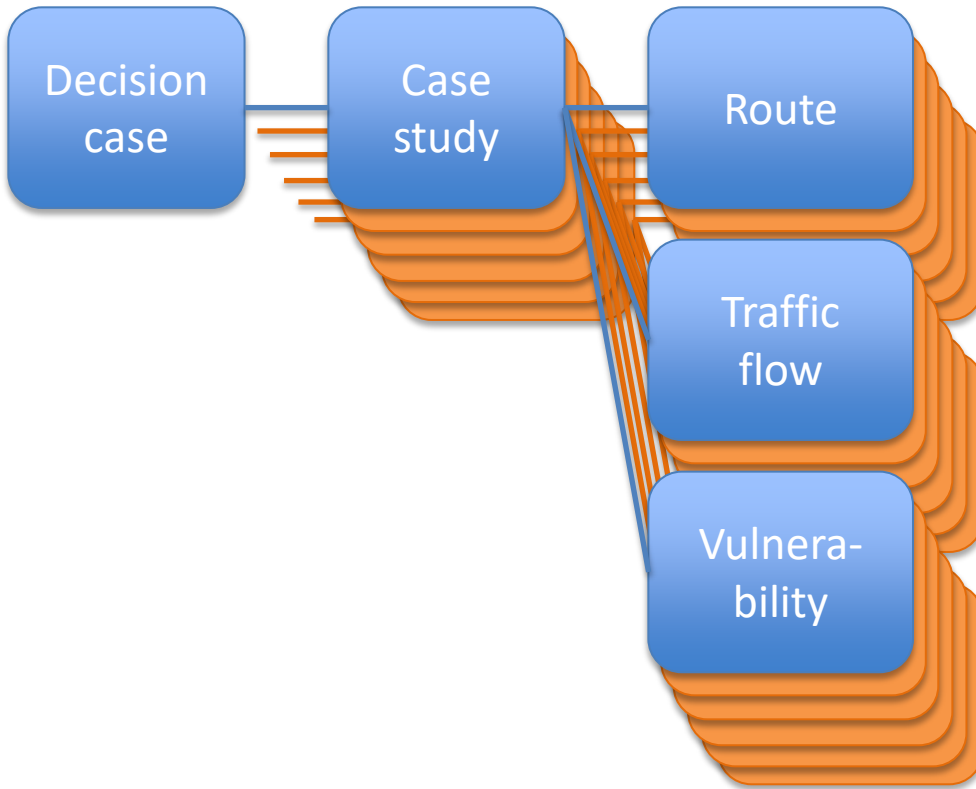 Decision
case
Case
study
Route
Traffic
flow
Vulnera-
bility